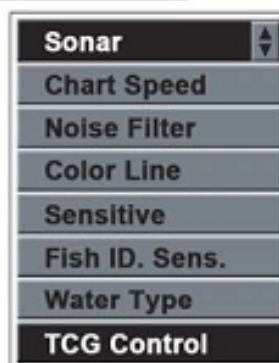 Sonar
Chart Speed
Noise Filter
Color Line
Sensitive
Fish ID. Sens.
Water Type
TCG Control